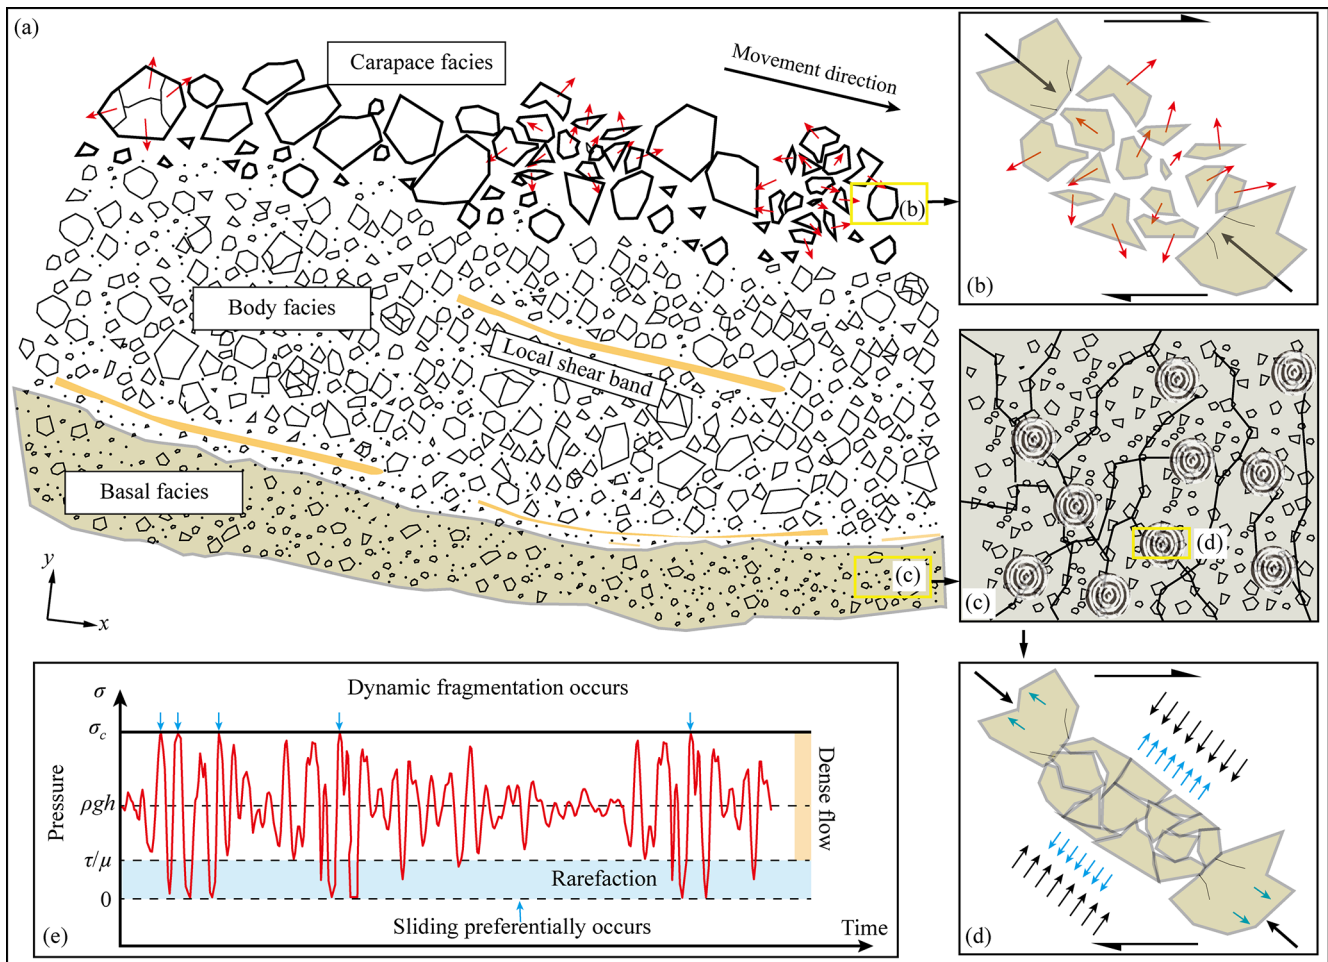 (a)
Carapace facies
Movement
direction
(b)
Body facies
Local shear band
Basal facies
(c)
y
x
(b)
(d)
(c)
(d)
σ
Dynamic fragmentation occurs
σc
Pressure
ρgh
Dense flow
τ/μ
Rarefaction
0
Sliding preferentially occurs
Time
(e)